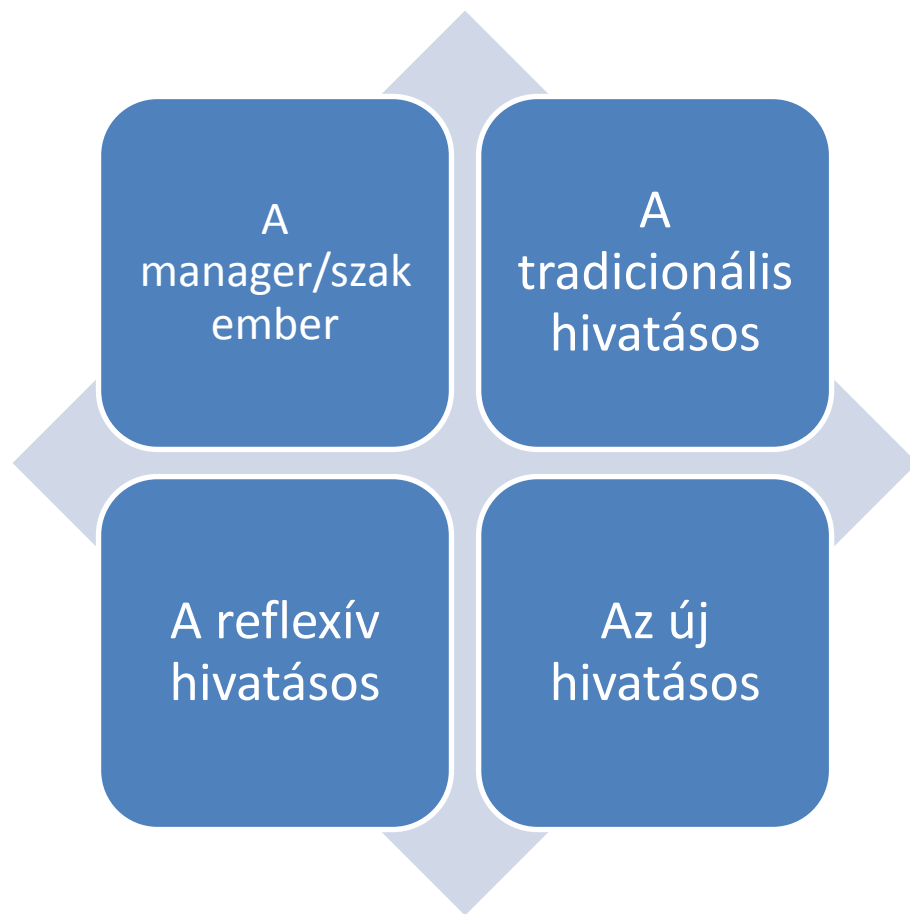 A
manager/szak
ember
A
tradicionális
hivatásos
A reflexív
hivatásos
Az új
hivatásos